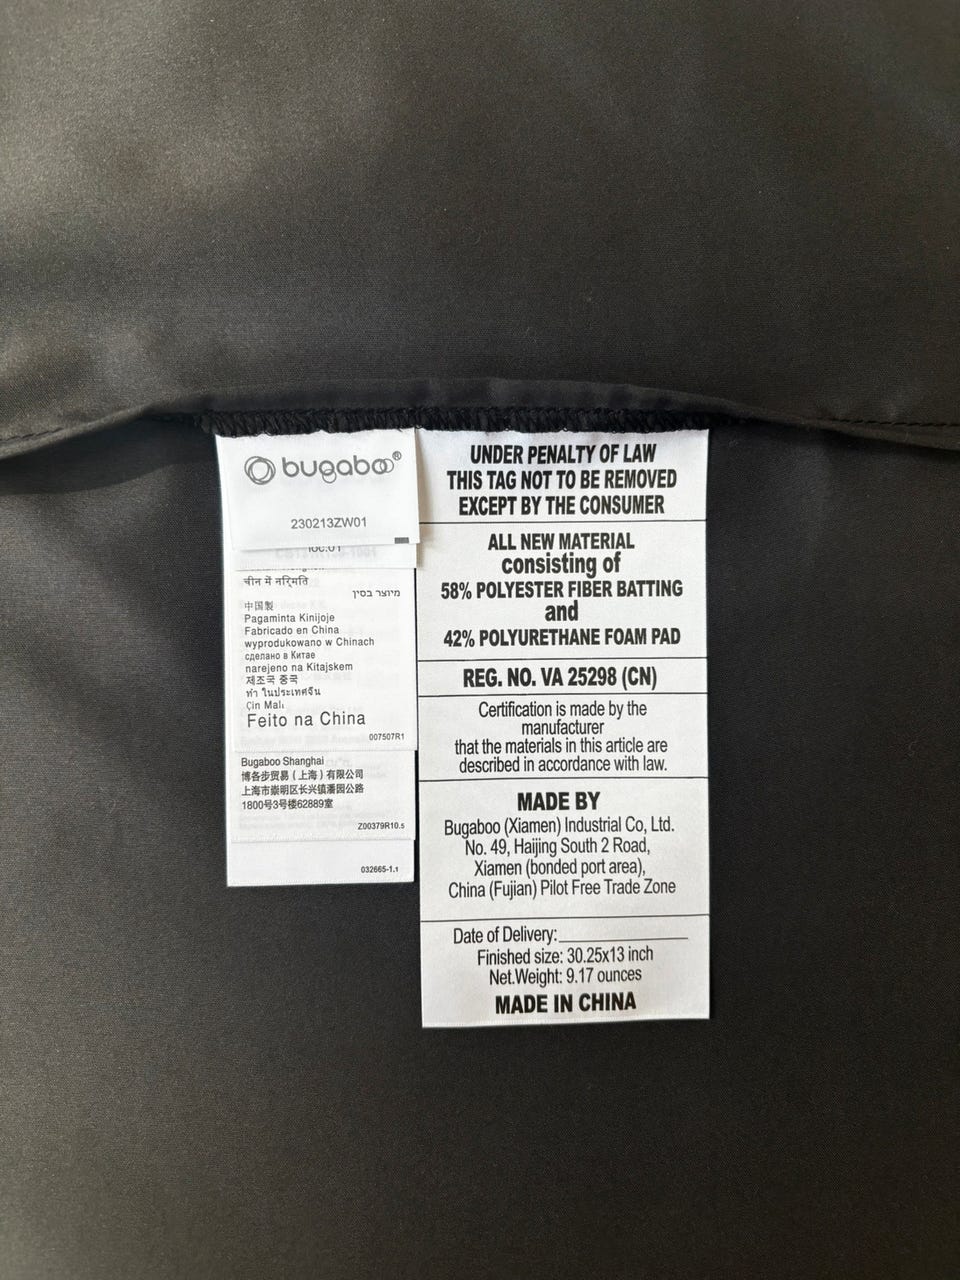 bugaboo®
230213ZW01
चीन में नर्मिति
מיוצר בסין
中国製
Pagaminta Kinijoje
Fabricado en China
wyprodukowano w Chinach
сделано в Китае
narejeno na Kitajskem
제조국 중국
ทำ ในประเทศจีน
Çin Malı
Feito na China
007507R1
Bugaboo Shanghai
博各步贸易（上海）有限公司
上海市崇明区长兴镇潘园公路
1800号3号楼62889室
Z00379R10.5
032665-1.1
UNDER PENALTY OF LAW
THIS TAG NOT TO BE REMOVED
EXCEPT BY THE CONSUMER
ALL NEW MATERIAL
consisting of
58% POLYESTER FIBER BATTING
and
42% POLYURETHANE FOAM PAD
REG. NO. VA 25298 (CN)
Certification is made by the
manufacturer
that the materials in this article are
described in accordance with law.
MADE BY
Bugaboo (Xiamen) Industrial Co, Ltd.
No. 49, Haijing South 2 Road,
Xiamen (bonded port area),
China (Fujian) Pilot Free Trade Zone
Date of Delivery:
Finished size: 30.25x13 inch
Net.Weight: 9.17 ounces
MADE IN CHINA